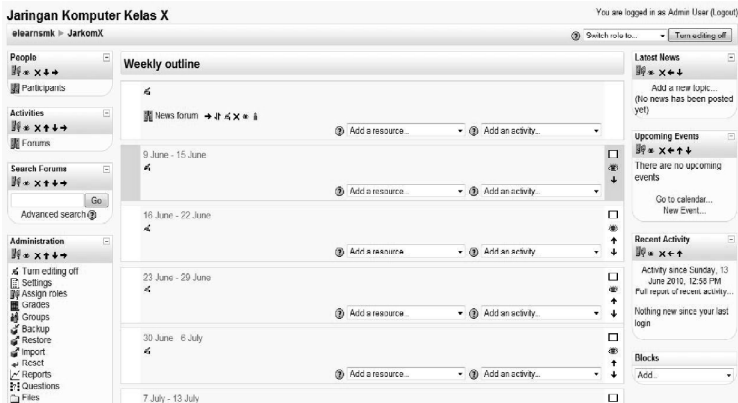 Jaringan Komputer Kelas X
You are logged in as Admin User (Logout)
elearnsmk ► JarkomX
Switch role to...
Turn editing off
People
Participants
Activities
Forums
Search Forums
Go
Advanced search
Administration
Turn editing off
Settings
Assign roles
Grades
Groups
Backup
Restore
Import
Reset
Reports
Questions
Files
Weekly outline
News forum
Add a resource...
Add an activity...
9 June - 15 June
Add a resource...
Add an activity...
16 June - 22 June
Add a resource...
Add an activity
23 June - 29 June
Add a resource...
Add an activity...
30 June 6 July
Add a resource...
Add an activity...
7 July - 13 July
Latest News
Add a new topic...
(No news has been posted
yet)
Upcoming Events
There are no upcoming
events
Go to calendar...
New Event...
Recent Activity
Activity since Sunday, 13
June 2010, 12:58 PM
Full report of recent activity...
Nothing new since your last
login
Blocks
Add...